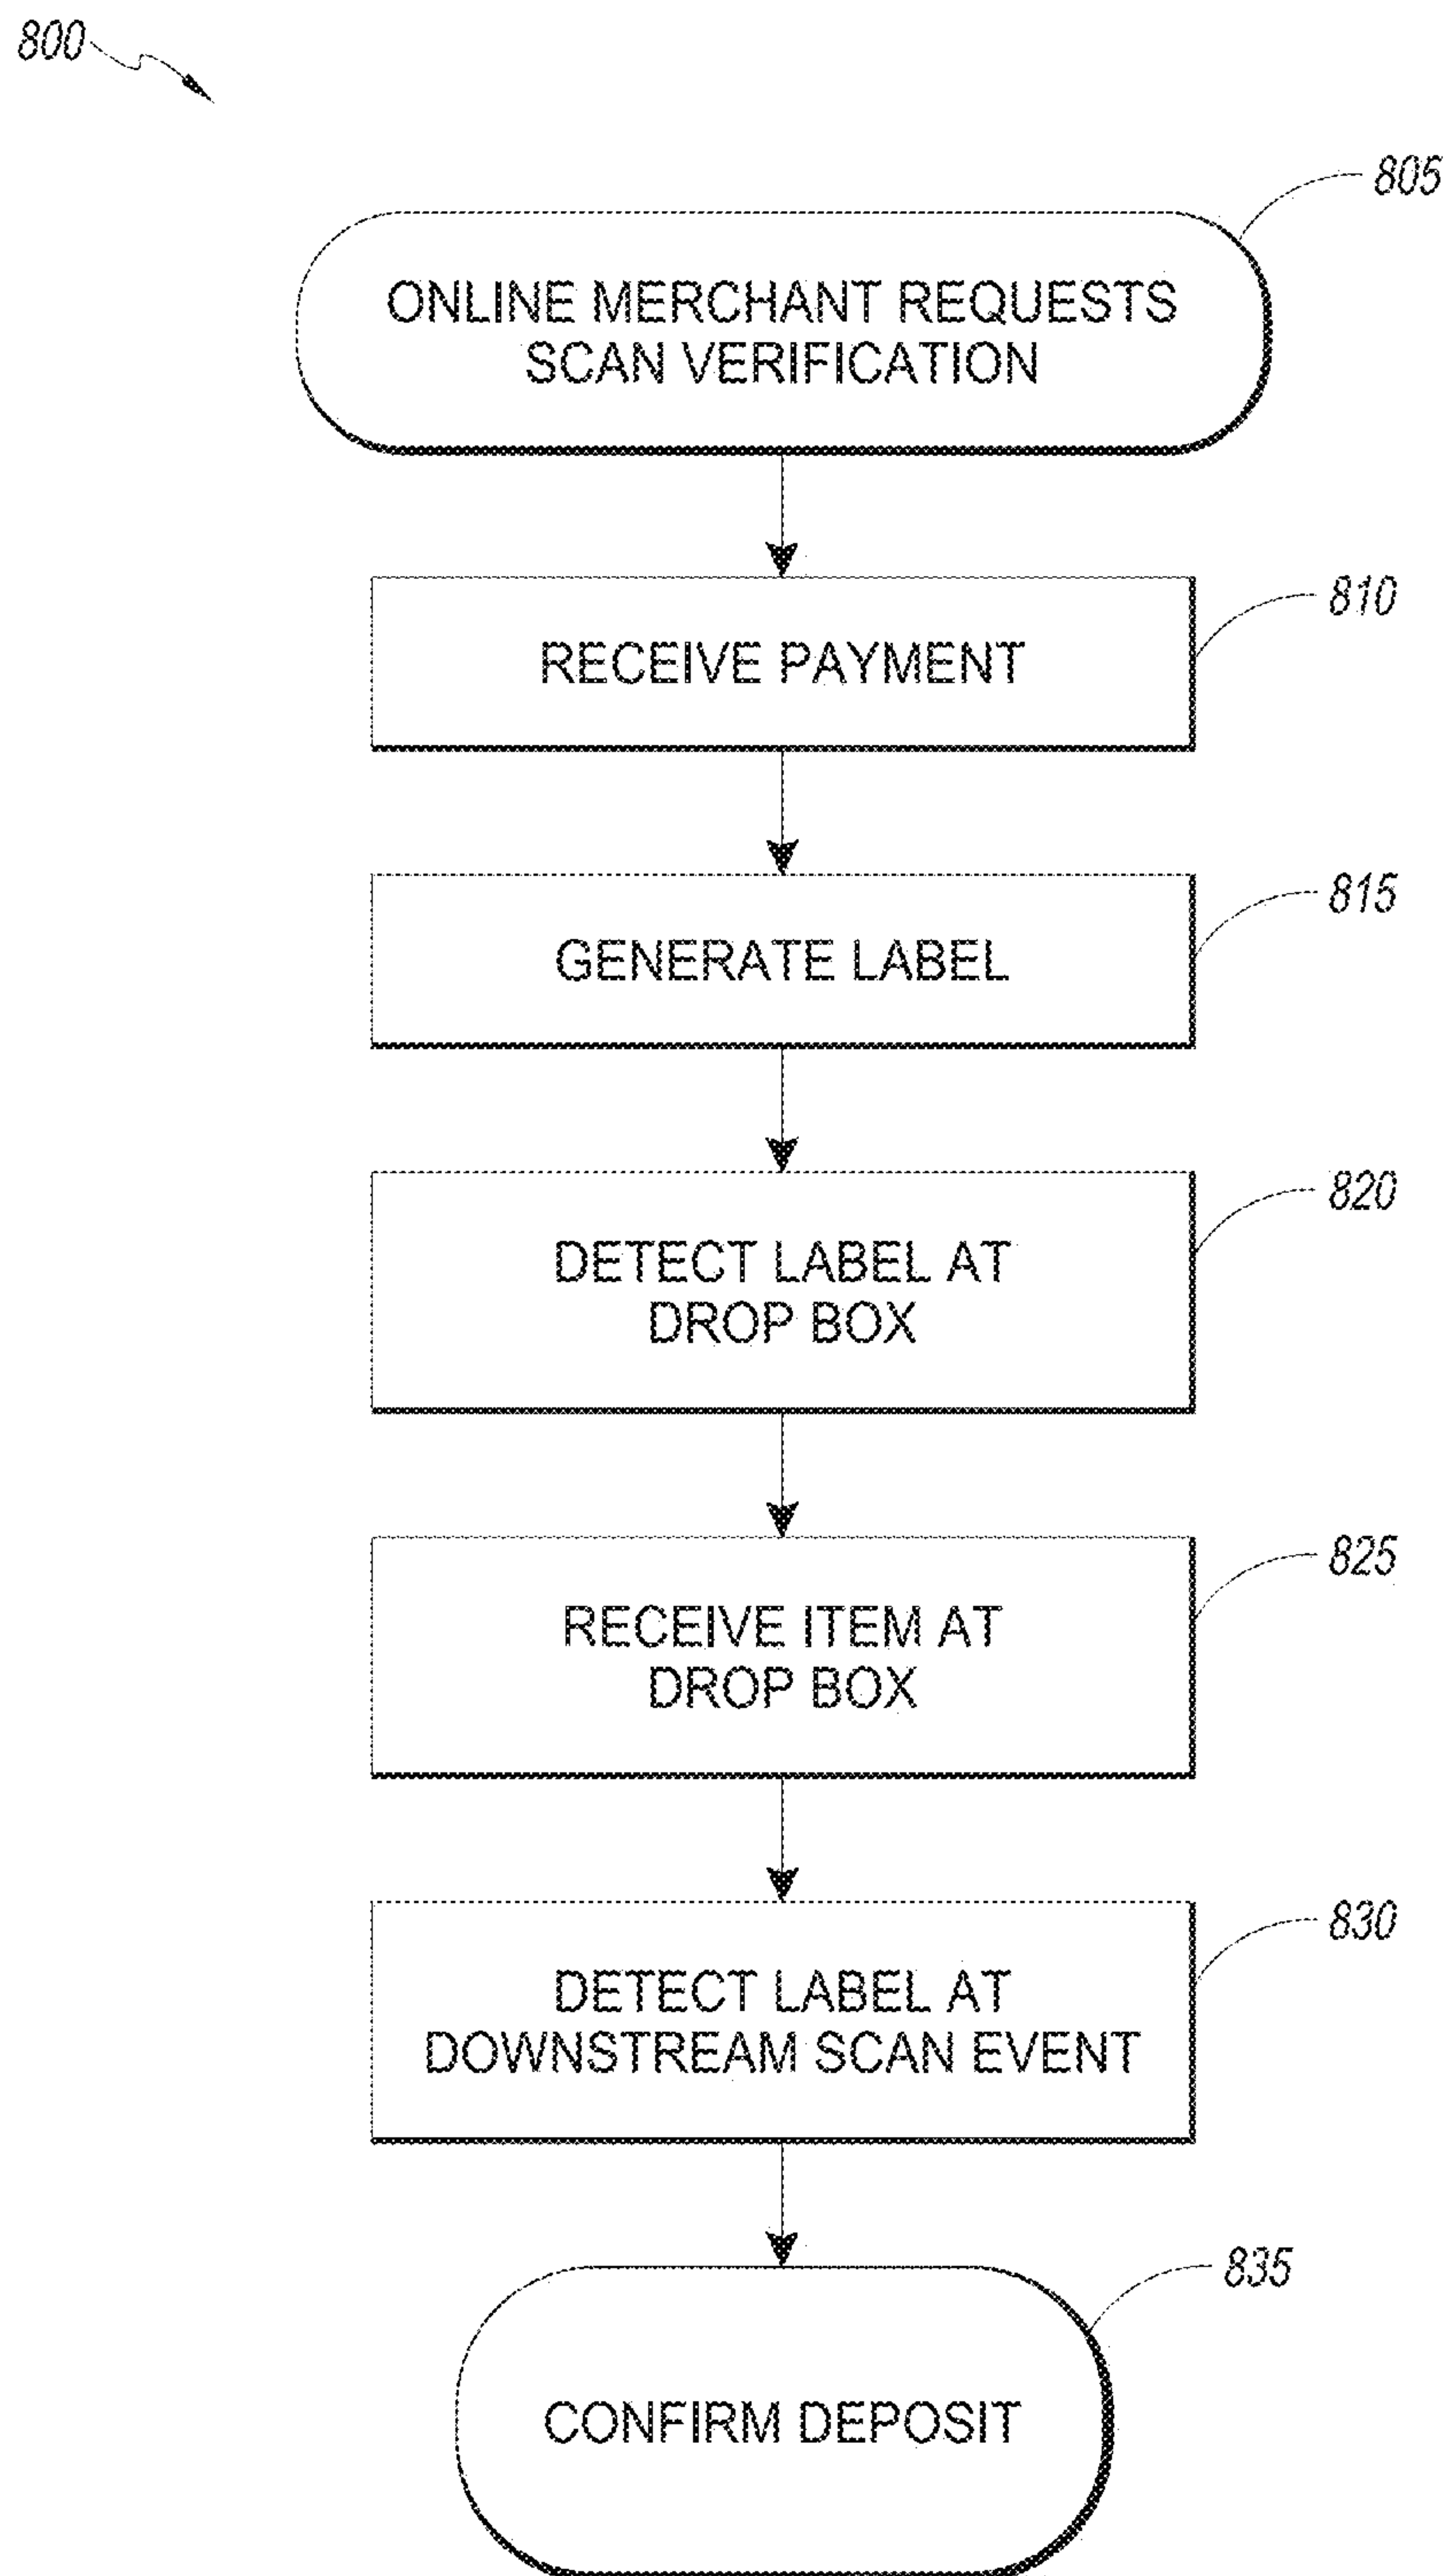 800
805
ONLINE MERCHANT REQUESTS
SCAN VERIFICATION
810
RECEIVE PAYMENT
815
GENERATE LABEL
820
DETECT LABEL AT
DROP BOX
825
RECEIVE ITEM AT
DROP BOX
830
DETECT LABEL AT
DOWNSTREAM SCAN EVENT
835
CONFIRM DEPOSIT